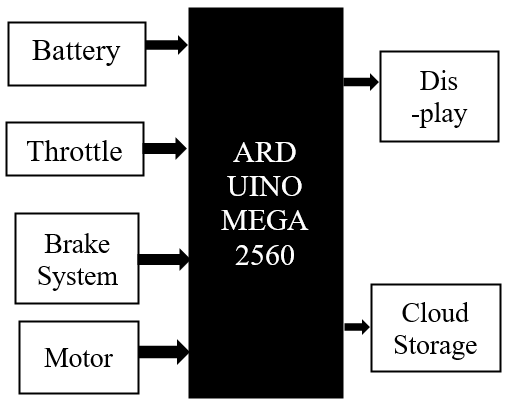 Battery
Throttle
Brake
System
Motor
ARD
UINO
MEGA
2560
Dis
-play
Cloud
Storage